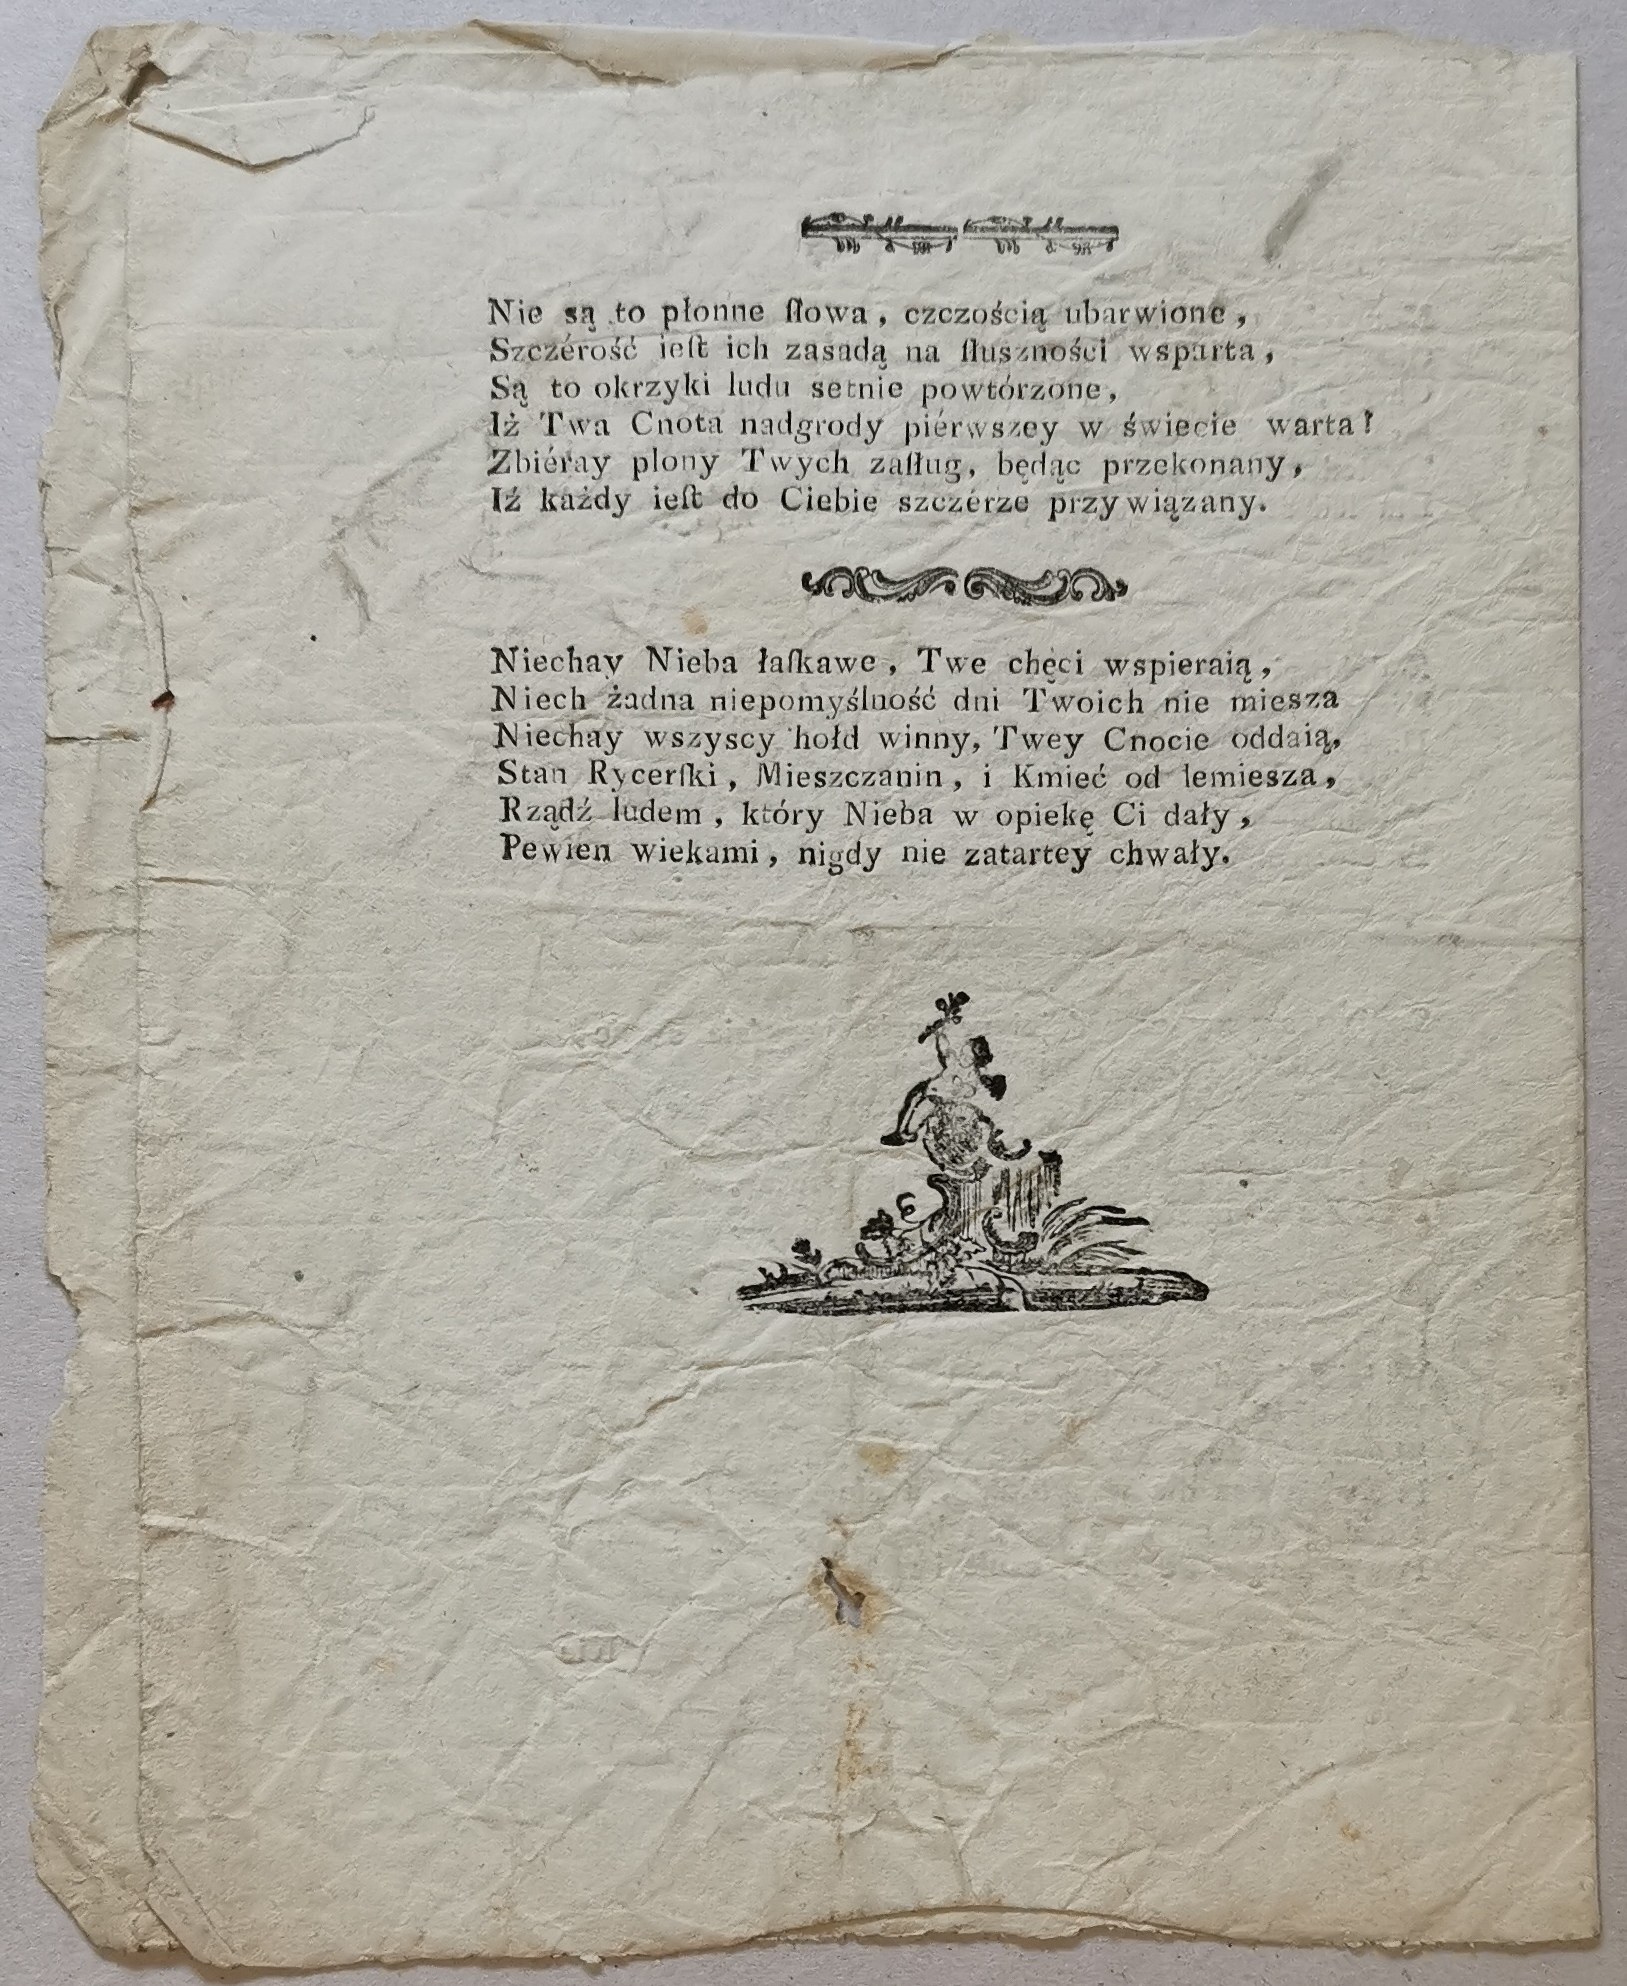 Nie są to płonne ſłowa, czczością ubarwione,
Szczérość ieſt ich zasadą na ſłuszności wsparta,
Są to okrzyki ludu setnie powtórzone,
Iż Twa Cnota nadgrody piérwszey w świecie warta!
Zbiéray plony Twych zaſług, będąc przekonany,
Iź każdy ieſt do Ciebie szczérze przywiązany.
Niechay Nieba łaſkawe, Twe chęci wspieraią,
Niech żadna niepomyślność dni Twoich nie miesza
Niechay wszyscy hołd winny, Twey Cnocie oddaią,
Stan Rycerſki, Mieszczanin, i Kmieć od lemiesza,
Rządź ludem, który Nieba w opiekę Ci dały,
Pewien wiekami, nigdy nie zatartey chwały.